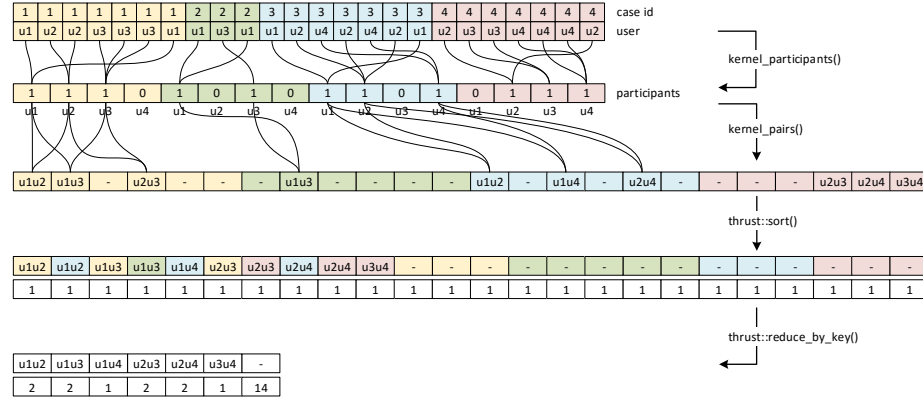 1 1 1 1 1 1 1 2 2 2 3 3 3 3 3 3 3 4 4 4 4 4 4 4 case id
u1 u2 u2 u3 u3 u3 u1 u1 u3 u1 u1 u2 u4 u2 u4 u2 u1 u2 u3 u3 u4 u4 u4 u2 user
kernel_participants()
1 1 1 0 1 0 1 0 1 1 0 1 0 1 1 1 participants
u1 u2 u3 u4 u1 u2 u3 u4 u1 u2 u3 u4 u1 u2 u3 u4
kernel_pairs()
u1u2 u1u3 - u2u3 - - - u1u3 - - - - u1u2 - u1u4 - u2u4 - - - - u2u3 u2u4 u3u4
thrust::sort()
u1u2 u1u2 u1u3 u1u3 u1u4 u2u3 u2u3 u2u4 u2u4 u3u4 - - - - - - - - - - - - - -
1 1 1 1 1 1 1 1 1 1 1 1 1 1 1 1 1 1 1 1 1 1 1 1
thrust::reduce_by_key()
u1u2 u1u3 u1u4 u2u3 u2u4 u3u4 -
2 2 1 2 2 1 14